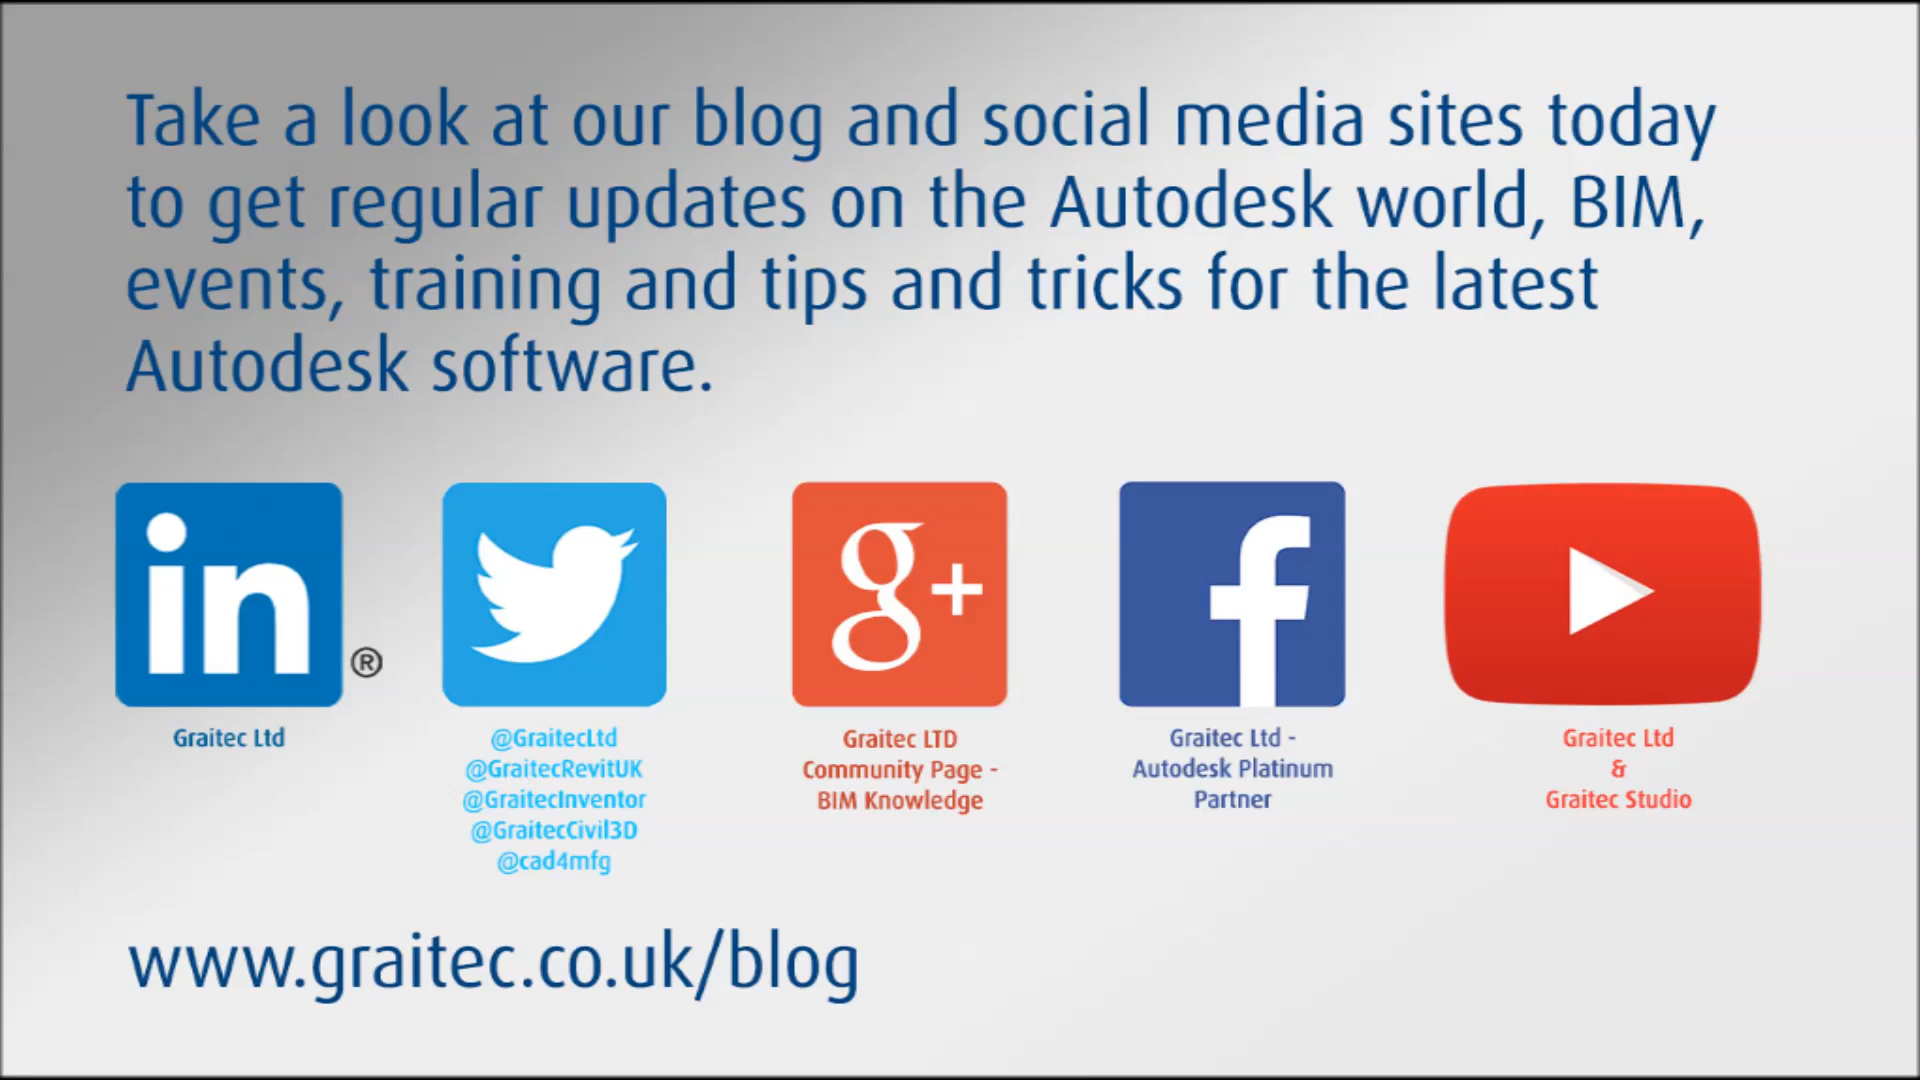 Take a look at our blog and social media sites today
to get regular updates on the Autodesk world, BIM,
events, training and tips and tricks for the latest
Autodesk software.
in
®
g+
f
Graitec Ltd
@GraitecLtd
@GraitecRevitUK
@GraitecInventor
@GraitecCivil3D
@cad4mfg
Graitec LTD
Community Page -
BIM Knowledge
Graitec Ltd -
Autodesk Platinum
Partner
Graitec Ltd
&
Graitec Studio
www.graitec.co.uk/blog